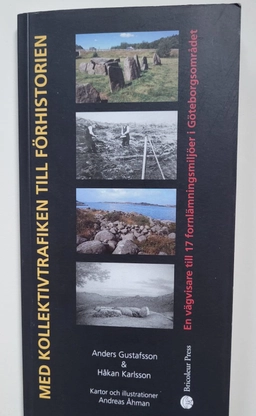 MED KOLLEKTIVTRAFIKEN TILL FÖRHISTORIEN
En vägvisare till 17 fornlämningsmiljöer i Göteborgsområdet
Anders Gustafsson
&
Håkan Karlsson
Kartor och illustrationer
Andreas Åhman
Bricoleur Press